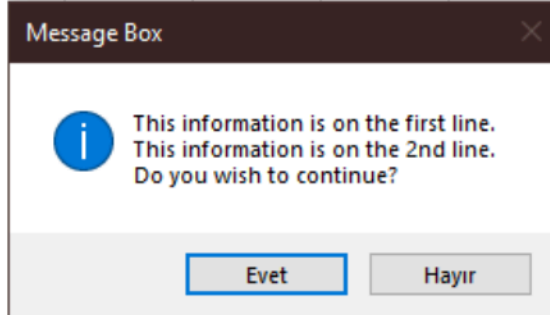 Message Box
This information is on the first line.
This information is on the 2nd line.
Do you wish to continue?
Evet
Hayır